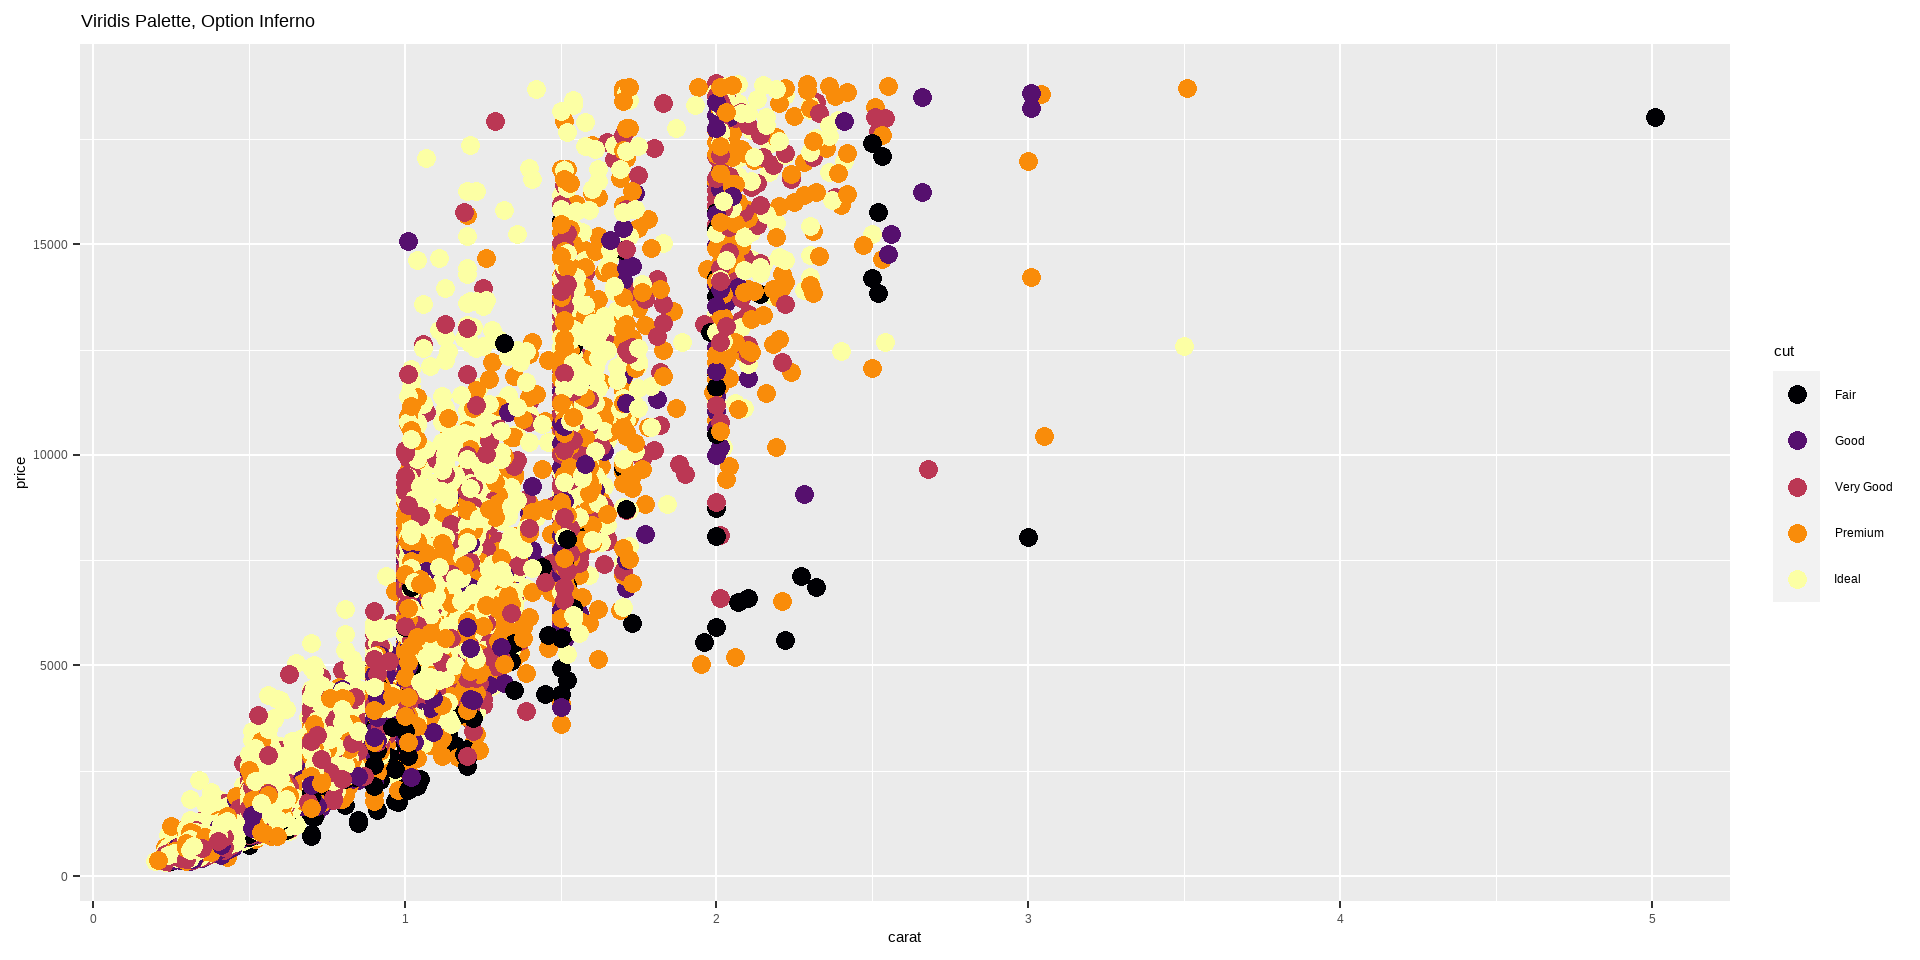 Viridis Palette, Option Inferno
price
15000
10000
5000
0
0 1 2 3 4 5
carat
cut
Fair
Good
Very Good
Premium
Ideal